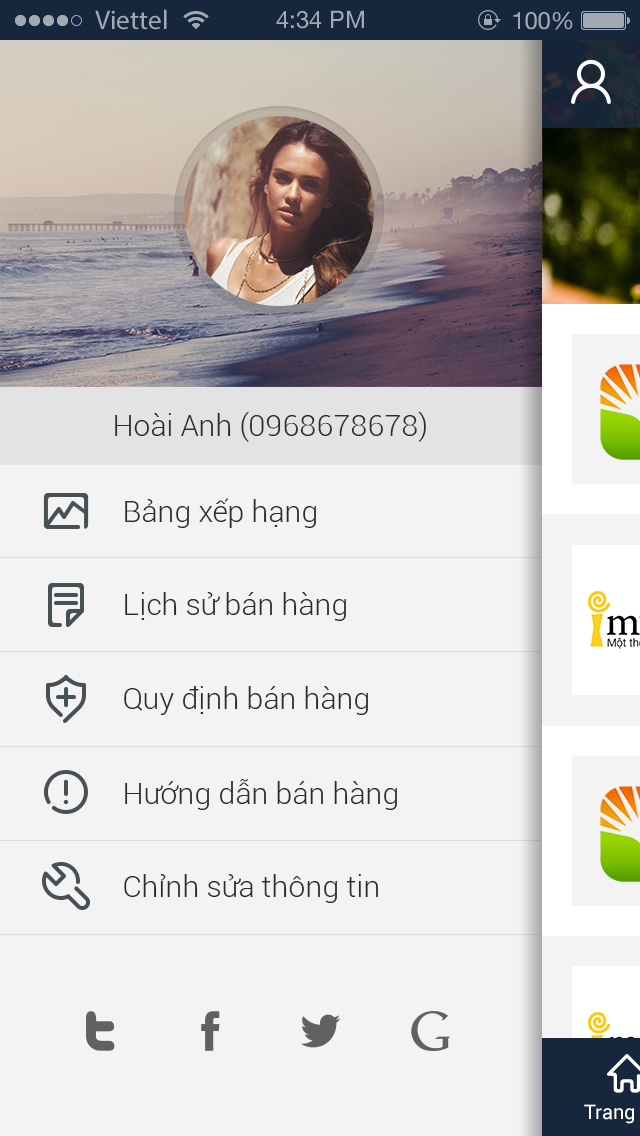 Viettel 4:34 PM 100%
Hoài Anh (0968678678)
Bảng xếp hạng
Lịch sử bán hàng
Quy định bán hàng
Hướng dẫn bán hàng
Chỉnh sửa thông tin
Một
Trang